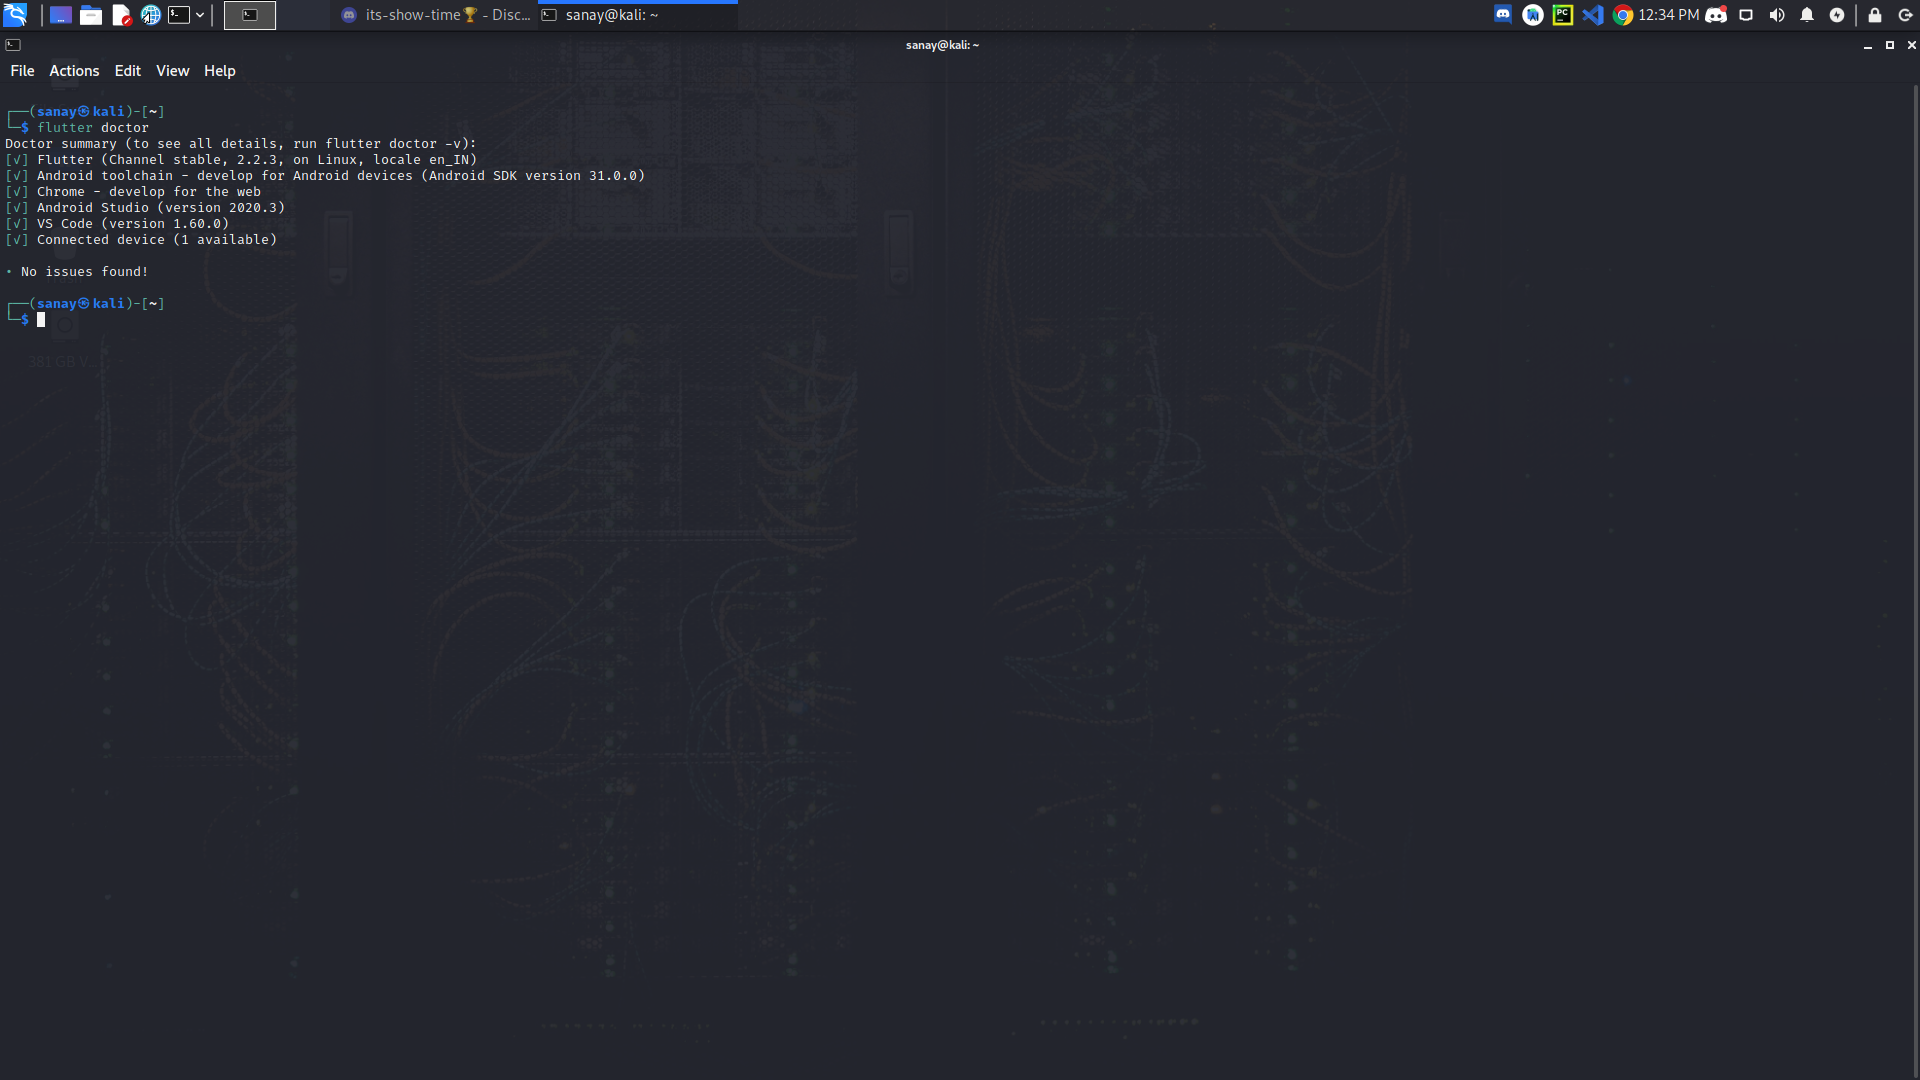 its-show-time🏆 - Disc...
sanay@kali: ~
12:34 PM
sanay@kali: ~
File Actions Edit View Help
┌──(sanay㉿kali)-[~]
└─$ flutter doctor
Doctor summary (to see all details, run flutter doctor -v):
[✓] Flutter (Channel stable, 2.2.3, on Linux, locale en_IN)
[✓] Android toolchain - develop for Android devices (Android SDK version 31.0.0)
[✓] Chrome - develop for the web
[✓] Android Studio (version 2020.3)
[✓] VS Code (version 1.60.0)
[✓] Connected device (1 available)
• No issues found!
┌──(sanay㉿kali)-[~]
└─$
381 GB V...